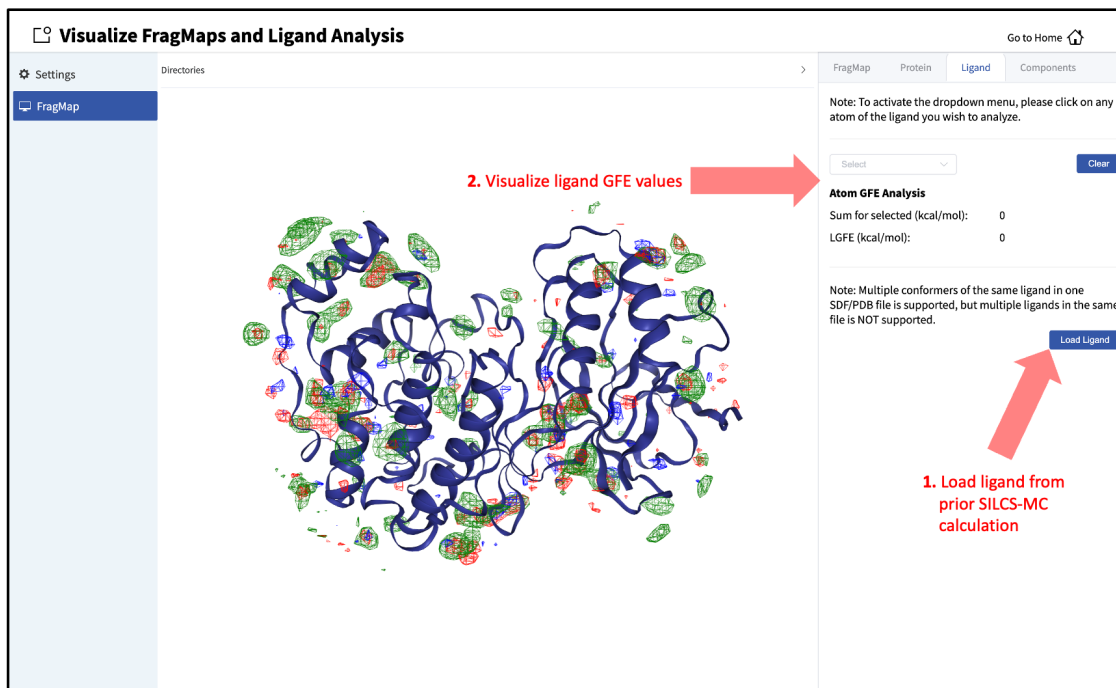 Visualize FragMaps and Ligand Analysis
Go to Home
Settings
FragMap
Directories
FragMap Protein Ligand Components
Note: To activate the dropdown menu, please click on any
atom of the ligand you wish to analyze.
Select
Clear
2. Visualize ligand GFE values
Atom GFE Analysis
Sum for selected (kcal/mol): 0
LGFE (kcal/mol): 0
Note: Multiple conformers of the same ligand in one
SDF/PDB file is supported, but multiple ligands in the same
file is NOT supported.
Load Ligand
1. Load ligand from
prior SILCS-MC
calculation